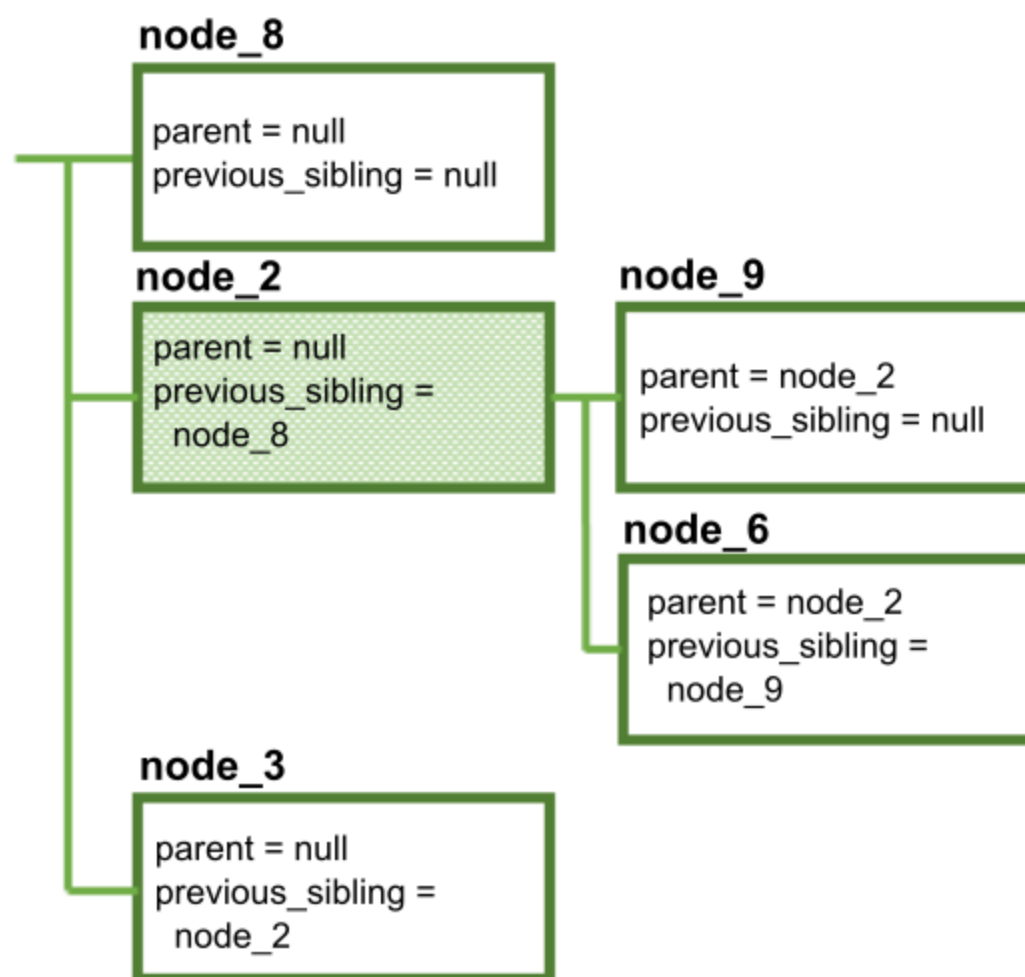 node_8
parent = null
previous_sibling = null
node_2
parent = null
previous_sibling =
node_8
node_9
parent = node_2
previous_sibling = null
node_6
parent = node_2
previous_sibling =
node_9
node_3
parent = null
previous_sibling =
node_2